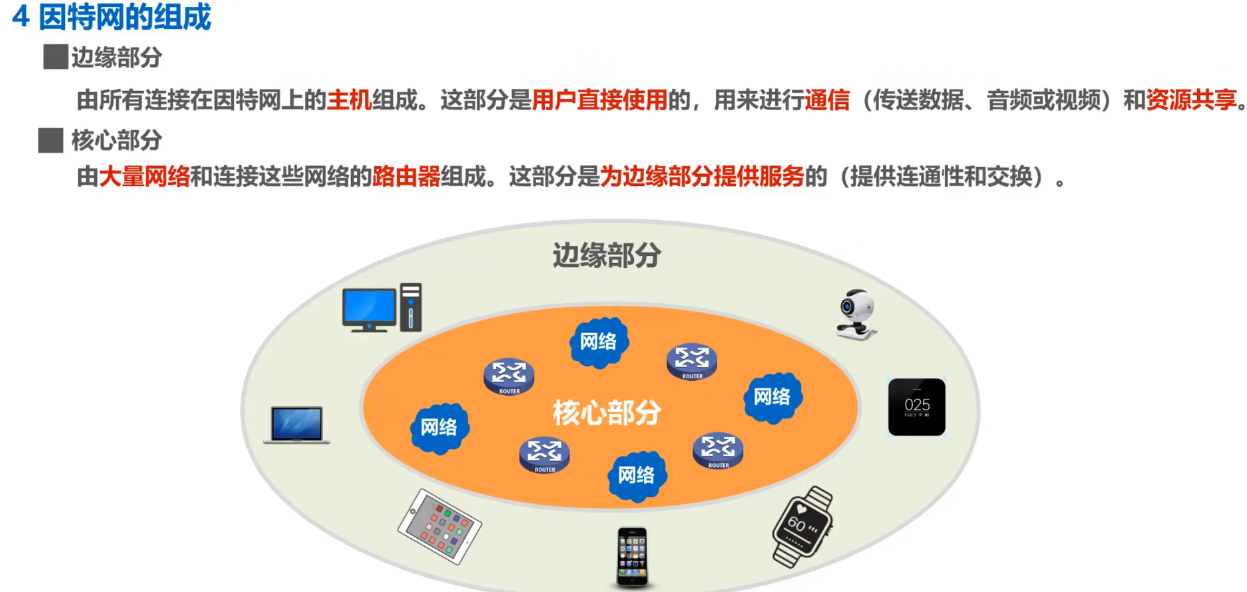 4 因特网的组成
边缘部分
由所有连接在因特网上的主机组成。这部分是用户直接使用的，用来进行通信（传送数据、音频或视频）和资源共享。
核心部分
由大量网络和连接这些网络的路由器组成。这部分是为边缘部分提供服务的（提供连通性和交换）。
边缘部分
网络
ROUTER
ROUTER
网络
025
核心部分
网络
ROUTER
ROUTER
网络
60